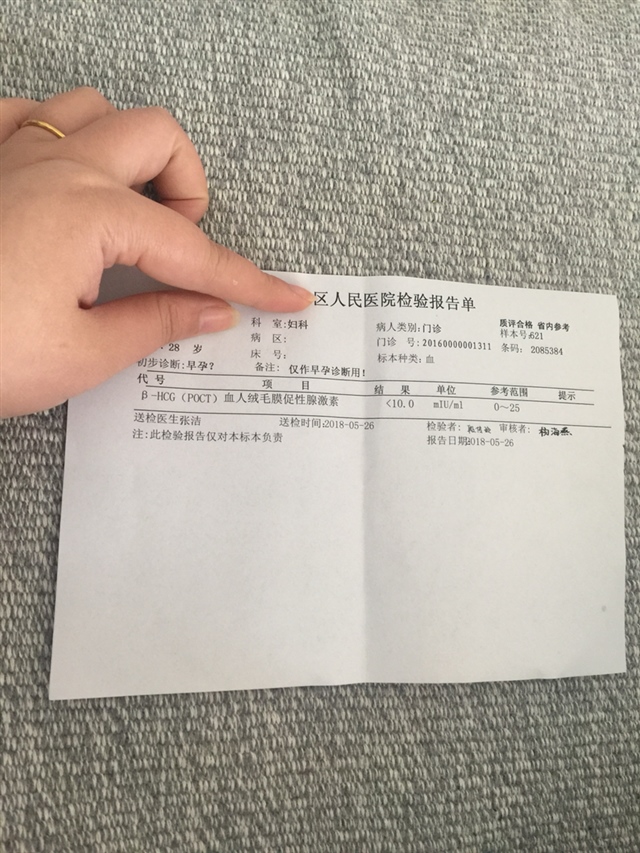 区人民医院检验报告单
科 室:妇科 病人类别:门诊 质评合格 省内参考
病 区: 门诊 号:20160000001311 样本号:621
28 岁 床 号: 标本种类:血 条码: 2085384
初步诊断:早孕? 备注: 仅作早孕诊断用!
代 号 项 目 结 果 单位 参考范围 提示
β-HCG (POCT) 血人绒毛膜促性腺激素 <10.0 mIU/ml 0～25
送检医生张洁 送检时间:2018-05-26 检验者: 审核者:
注:此检验报告仅对本标本负责 报告日期2018-05-26